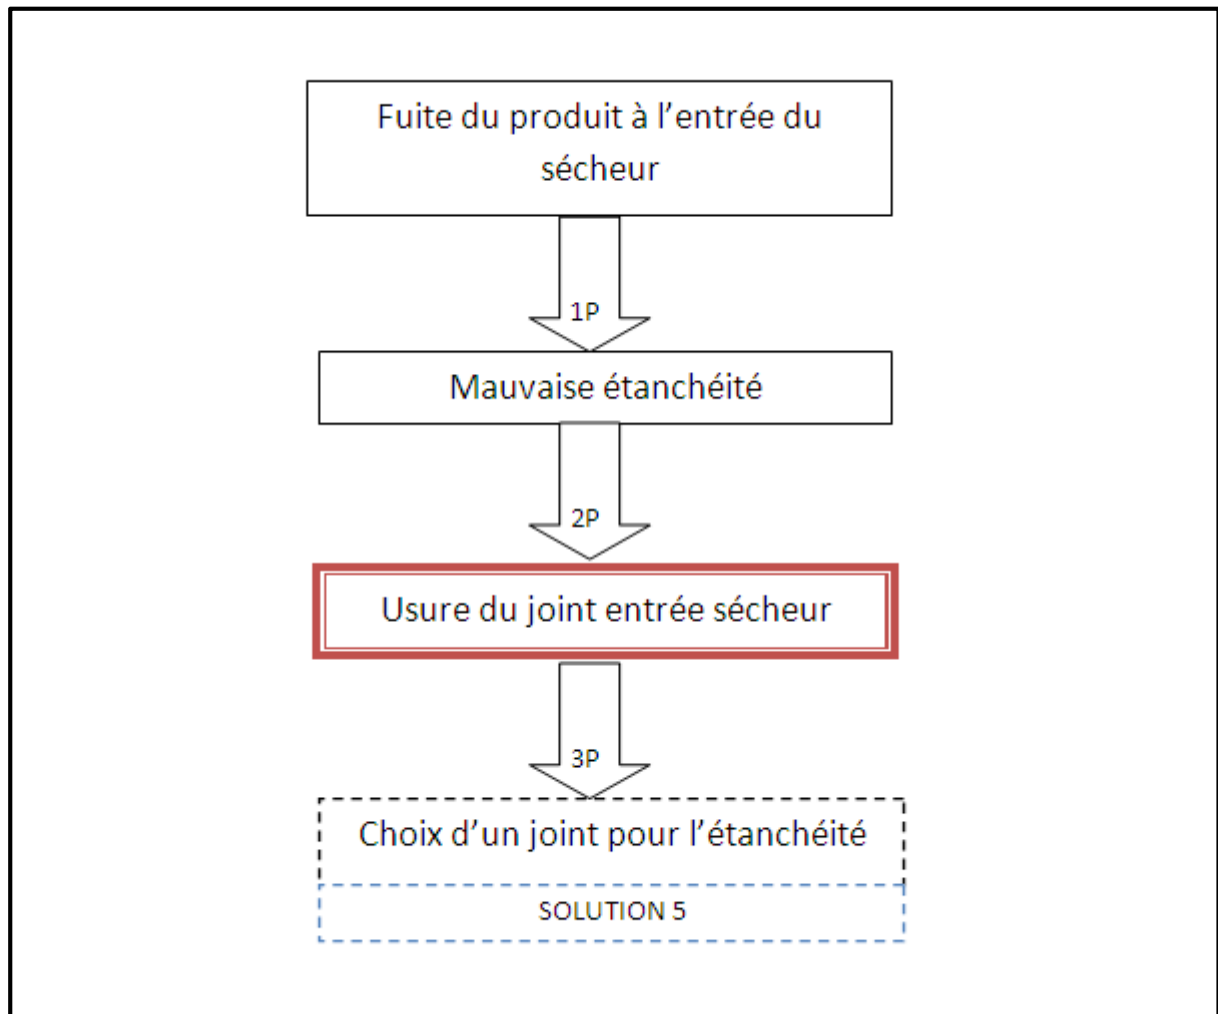 Fuite du produit à l’entrée du
sécheur
1P
Mauvaise étanchéité
2P
Usure du joint entrée sécheur
3P
Choix d’un joint pour l’étanchéité
SOLUTION 5